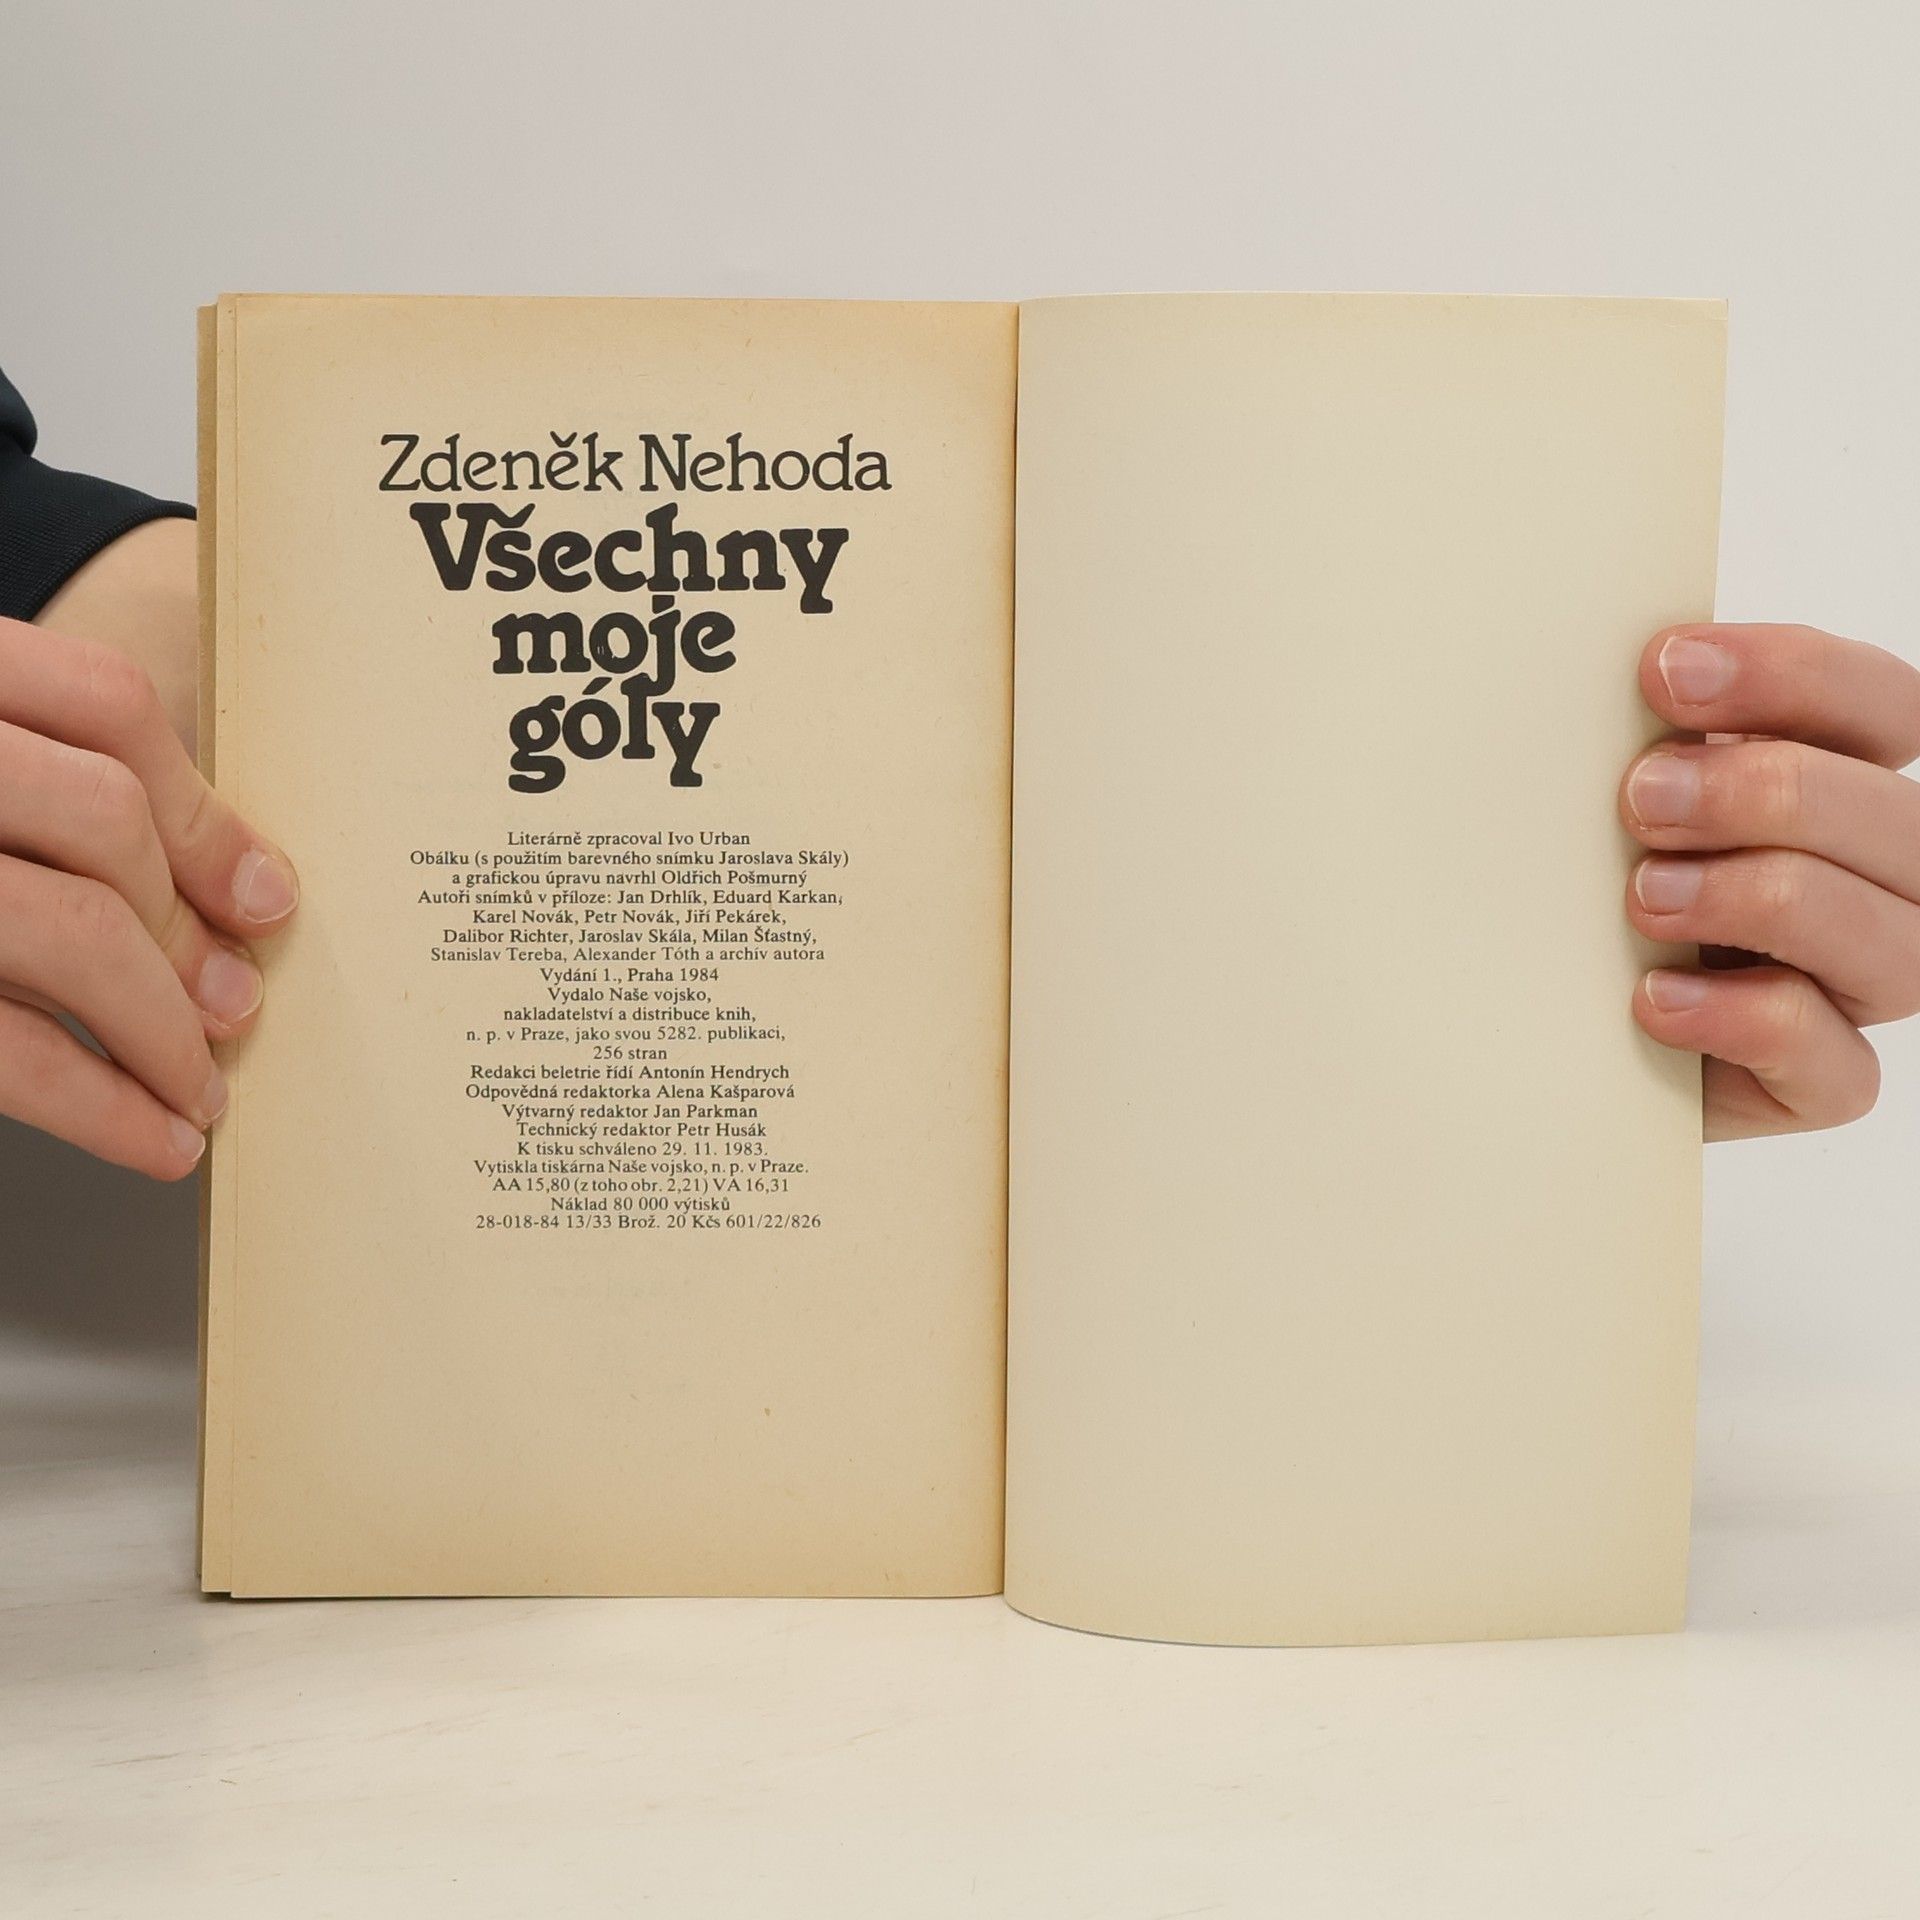 Zdeněk Nehoda
Všechny
moje
góly
Literárně zpracoval Ivo Urban
Obálku (s použitím barevného snímku Jaroslava Skály)
a grafickou úpravu navrhl Oldřich Pošmurný
Autoři snímků v příloze: Jan Drhlík, Eduard Karkan,
Karel Novák, Petr Novák, Jiří Pekárek,
Dalibor Richter, Jaroslav Skála, Milan Šťastný,
Stanislav Tereba, Alexander Tóth a archív autora
Vydání 1., Praha 1984
Vydalo Naše vojsko,
nakladatelství a distribuce knih,
n. p. v Praze, jako svou 5282. publikaci,
256 stran
Redakci beletrie řídí Antonín Hendrych
Odpovědná redaktorka Alena Kašparová
Výtvarný redaktor Jan Parkman
Technický redaktor Petr Husák
K tisku schváleno 29. 11. 1983.
Vytiskla tiskárna Naše vojsko, n. p. v Praze.
AA 15,80 (z toho obr. 2,21) VA 16,31
Náklad 80 000 výtisků
28-018-84 13/33 Brož. 20 Kčs 601/22/826